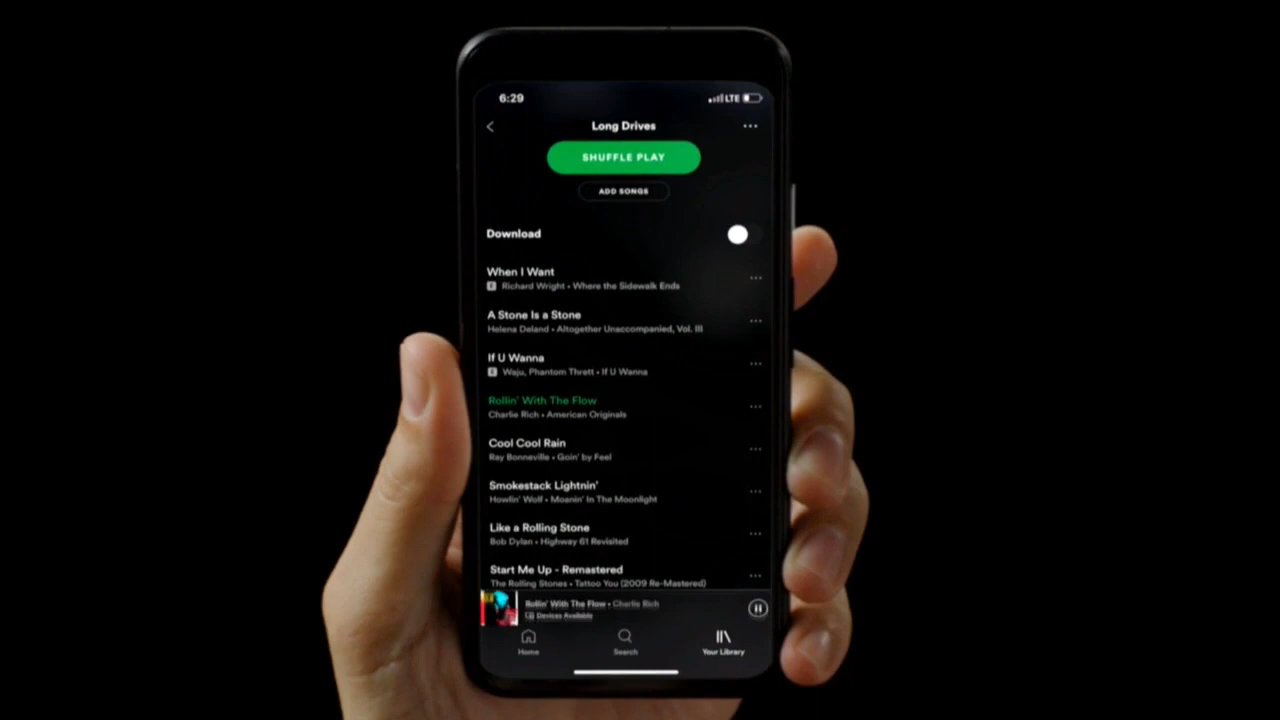 6:29
LTE
Long Drives
SHUFFLE PLAY
ADD SONGS
Download
When I Want
E Richard Wright • Where the Sidewalk Ends
A Stone Is a Stone
Helena Deland • Altogether Unaccompanied, Vol. III
If U Wanna
E Waju, Phantom Thrett • If U Wanna
Rollin' With The Flow
Charlie Rich • American Originals
Cool Cool Rain
Ray Bonneville • Goin' by Feel
Smokestack Lightnin'
Howlin' Wolf • Moanin' In The Moonlight
Like a Rolling Stone
Bob Dylan • Highway 61 Revisited
Start Me Up - Remastered
The Rolling Stones • Tattoo You (2009 Re-Mastered)
Rollin' With The Flow • Charlie Rich
Devices Available
Home
Search
Your Library